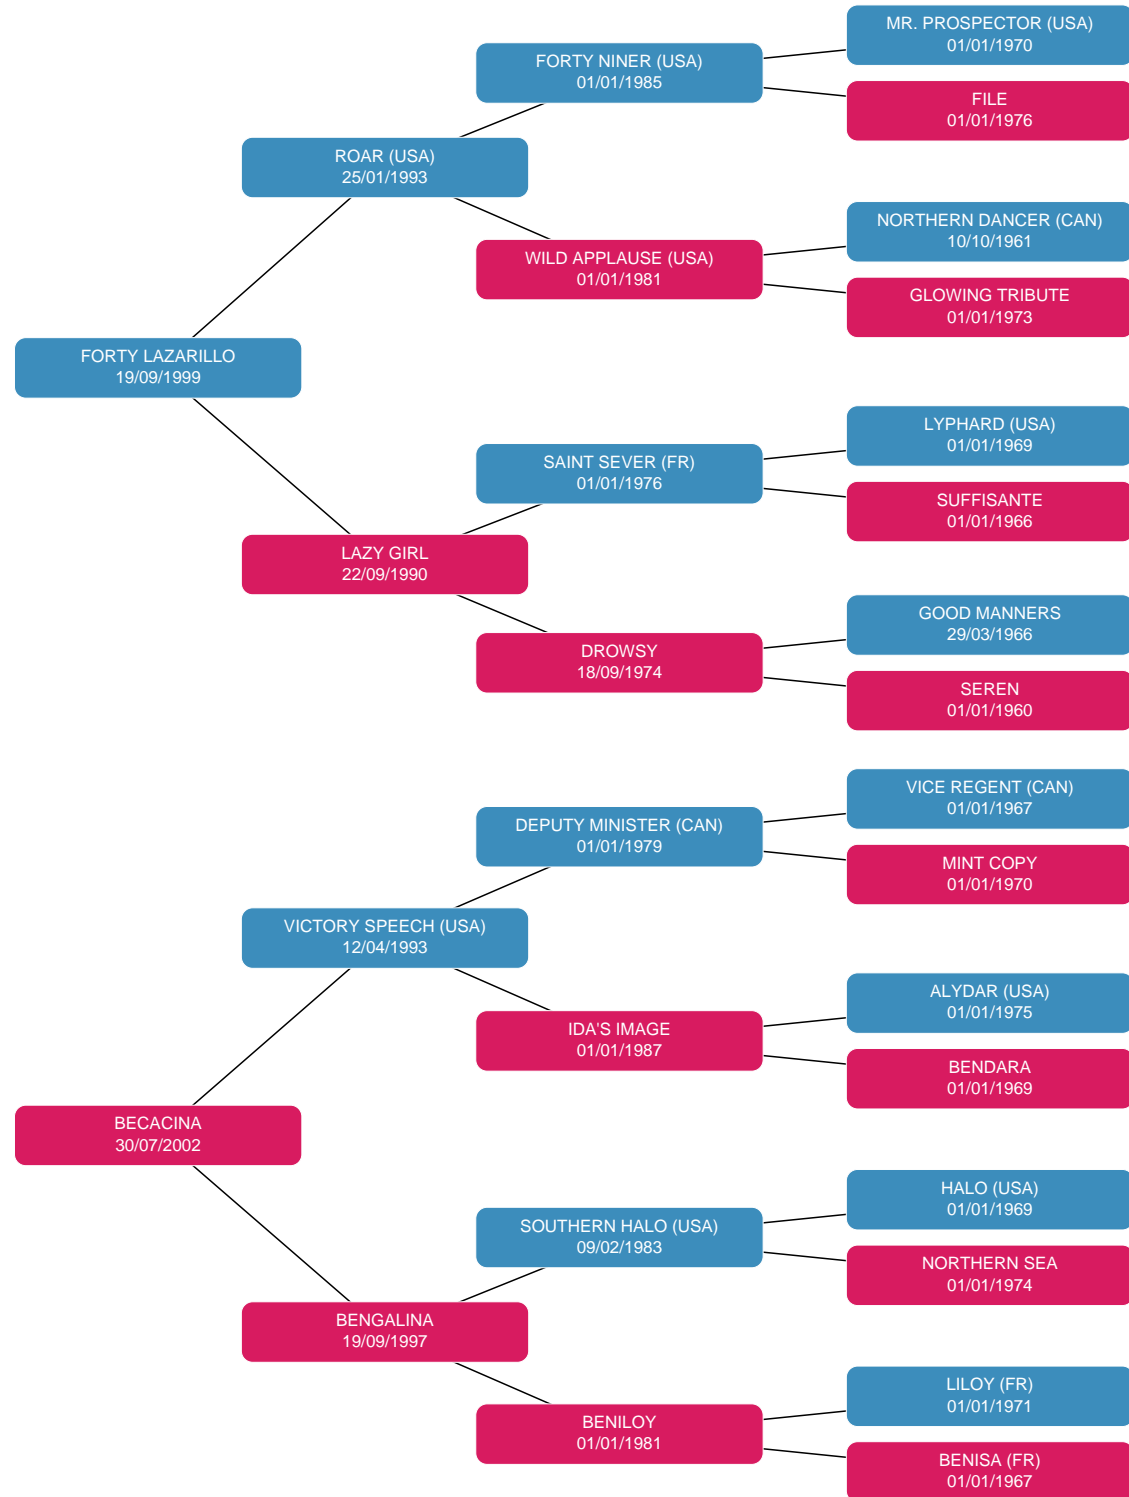 MR. PROSPECTOR (USA)
01/01/1970
FORTY NINER (USA)
01/01/1985
FILE
01/01/1976
ROAR (USA)
25/01/1993
NORTHERN DANCER (CAN)
10/10/1961
WILD APPLAUSE (USA)
01/01/1981
GLOWING TRIBUTE
01/01/1973
FORTY LAZARILLO
19/09/1999
LYPHARD (USA)
01/01/1969
SAINT SEVER (FR)
01/01/1976
SUFFISANTE
01/01/1966
LAZY GIRL
22/09/1990
GOOD MANNERS
29/03/1966
DROWSY
18/09/1974
SEREN
01/01/1960
VICE REGENT (CAN)
01/01/1967
DEPUTY MINISTER (CAN)
01/01/1979
MINT COPY
01/01/1970
VICTORY SPEECH (USA)
12/04/1993
ALYDAR (USA)
01/01/1975
IDA'S IMAGE
01/01/1987
BENDARA
01/01/1969
BECACINA
30/07/2002
HALO (USA)
01/01/1969
SOUTHERN HALO (USA)
09/02/1983
NORTHERN SEA
01/01/1974
BENGALINA
19/09/1997
LILOY (FR)
01/01/1971
BENILOY
01/01/1981
BENISA (FR)
01/01/1967